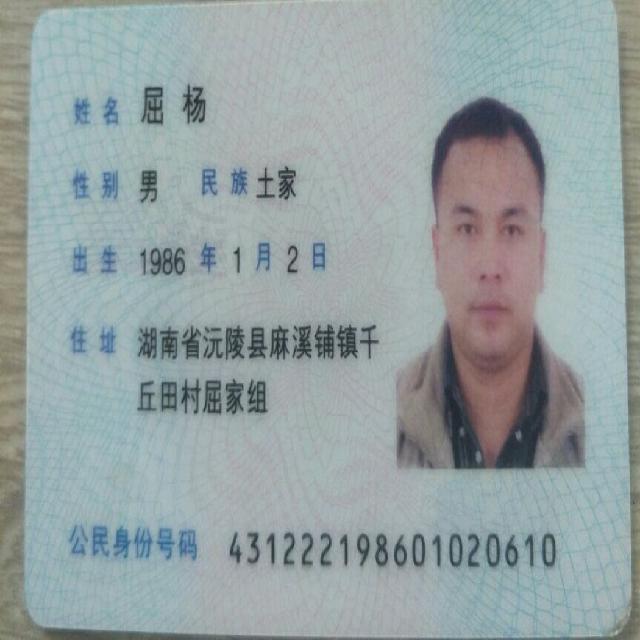 姓名 屈杨
性别 男 民族 土家
出生 1986 年 1 月 2 日
住址 湖南省沅陵县麻溪铺镇千
丘田村屈家组
公民身份号码 431222198601020610